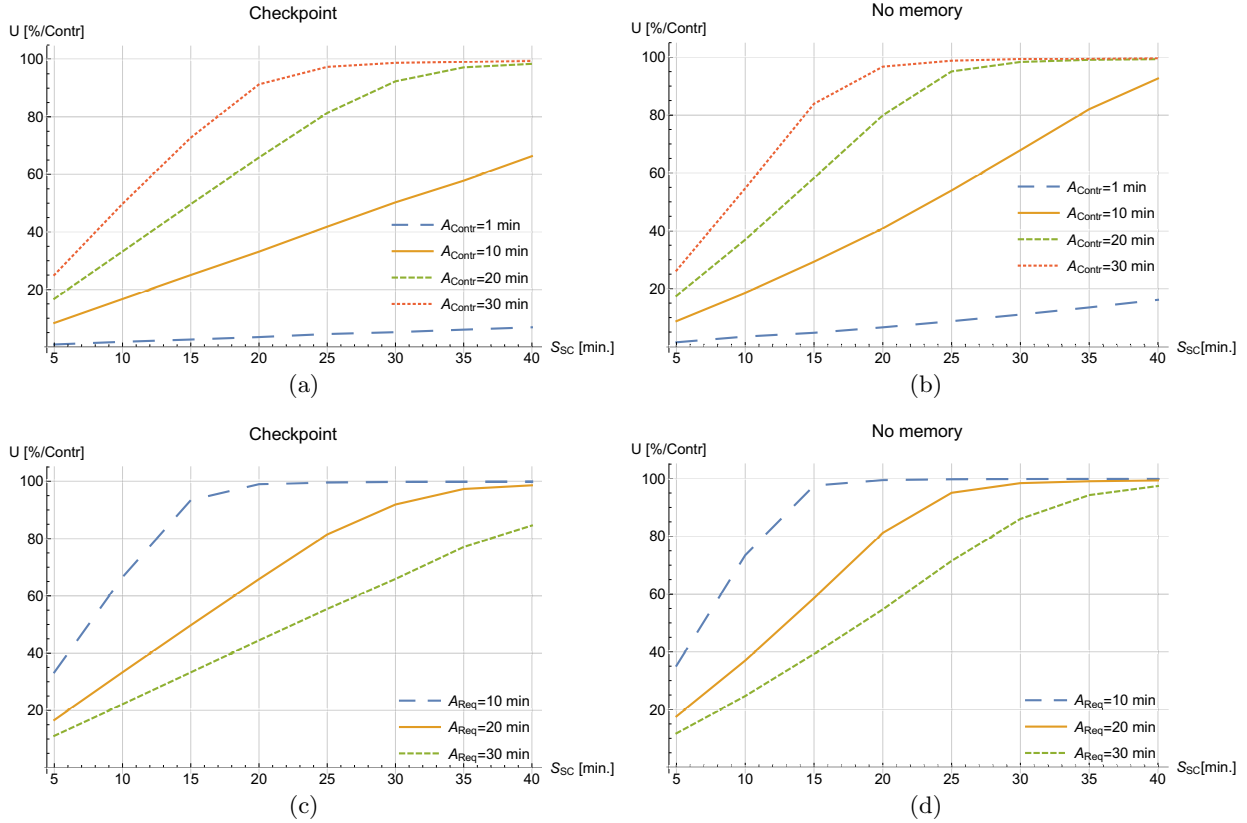 Checkpoint
U [%/Contr]
100
80
60
40
20
A_Contr=1 min
A_Contr=10 min
A_Contr=20 min
A_Contr=30 min
5 10 15 20 25 30 35 40
S_SC [min.]
(a)
No memory
U [%/Contr]
100
80
60
40
20
A_Contr=1 min
A_Contr=10 min
A_Contr=20 min
A_Contr=30 min
5 10 15 20 25 30 35 40
S_SC[min.]
(b)
Checkpoint
U [%/Contr]
100
80
60
40
20
A_Req=10 min
A_Req=20 min
A_Req=30 min
5 10 15 20 25 30 35 40
S_SC [min.]
(c)
No memory
U [%/Contr]
100
80
60
40
20
A_Req=10 min
A_Req=20 min
A_Req=30 min
5 10 15 20 25 30 35 40
S_SC[min.]
(d)